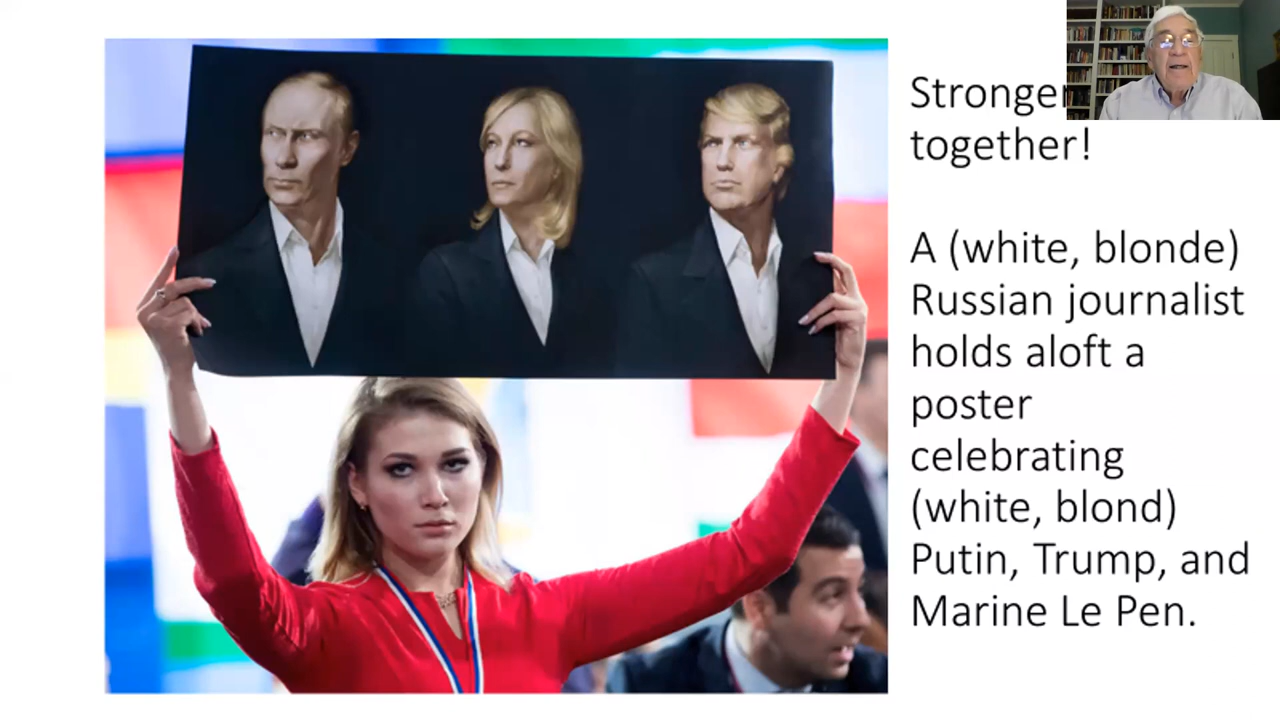 Stronger
together!
A (white, blonde)
Russian journalist
holds aloft a
poster
celebrating
(white, blond)
Putin, Trump, and
Marine Le Pen.